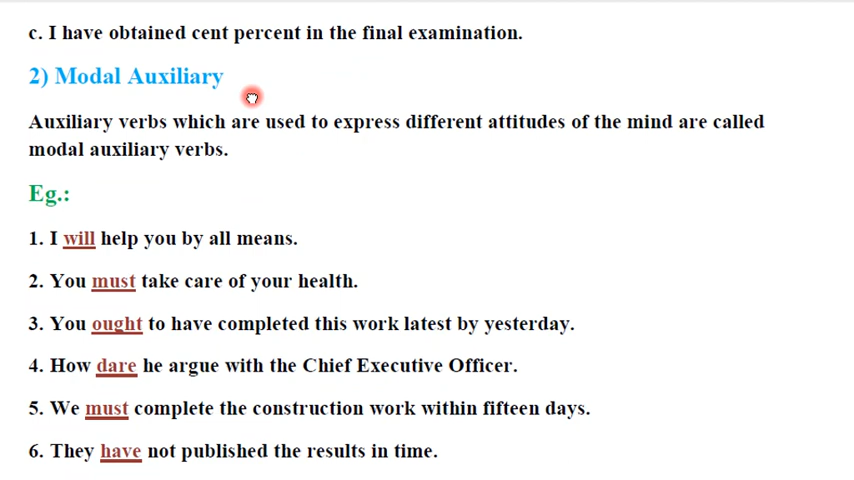 c. I have obtained cent percent in the final examination.
2) Modal Auxiliary
Auxiliary verbs which are used to express different attitudes of the mind are called
modal auxiliary verbs.
Eg.:
1. I will help you by all means.
2. You must take care of your health.
3. You ought to have completed this work latest by yesterday.
4. How dare he argue with the Chief Executive Officer.
5. We must complete the construction work within fifteen days.
6. They have not published the results in time.